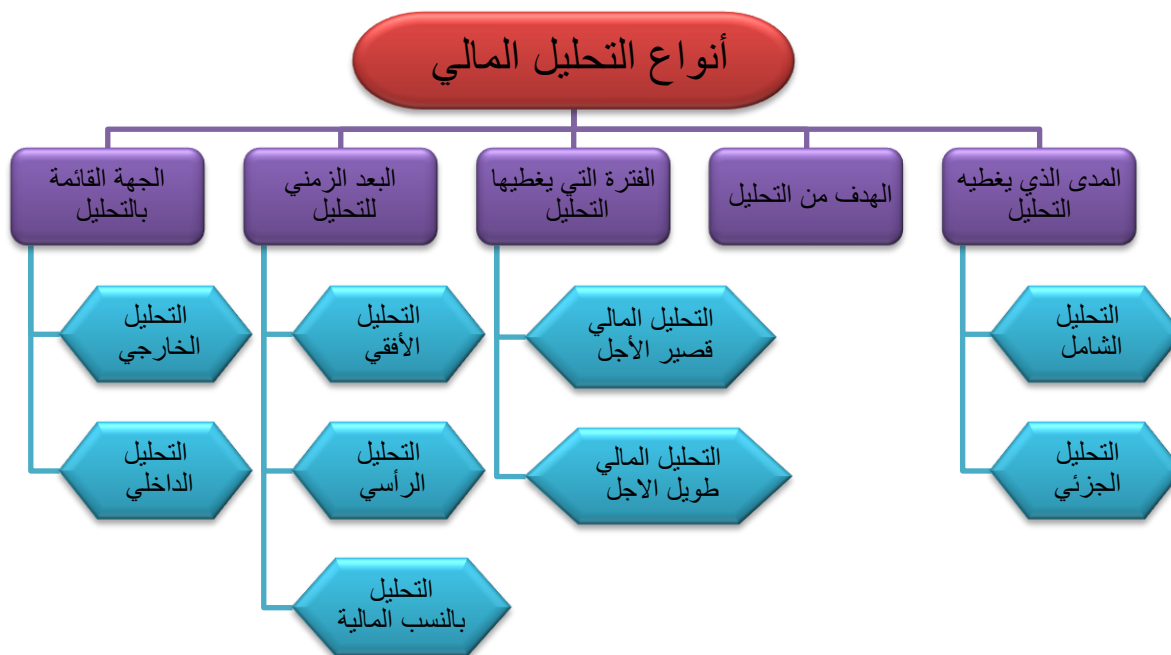 أنواع التحليل المالي
المدى الذي يغطيه
التحليل
الهدف من التحليل
الفترة التي يغطيها
التحليل
البعد الزمني
للتحليل
الجهة القائمة
بالتحليل
التحليل
الشامل
التحليل
الجزئي
التحليل المالي
قصير الأجل
التحليل المالي
طويل الاجل
التحليل
الأفقي
التحليل
الرأسي
التحليل
بالنسب المالية
التحليل
الخارجي
التحليل
الداخلي